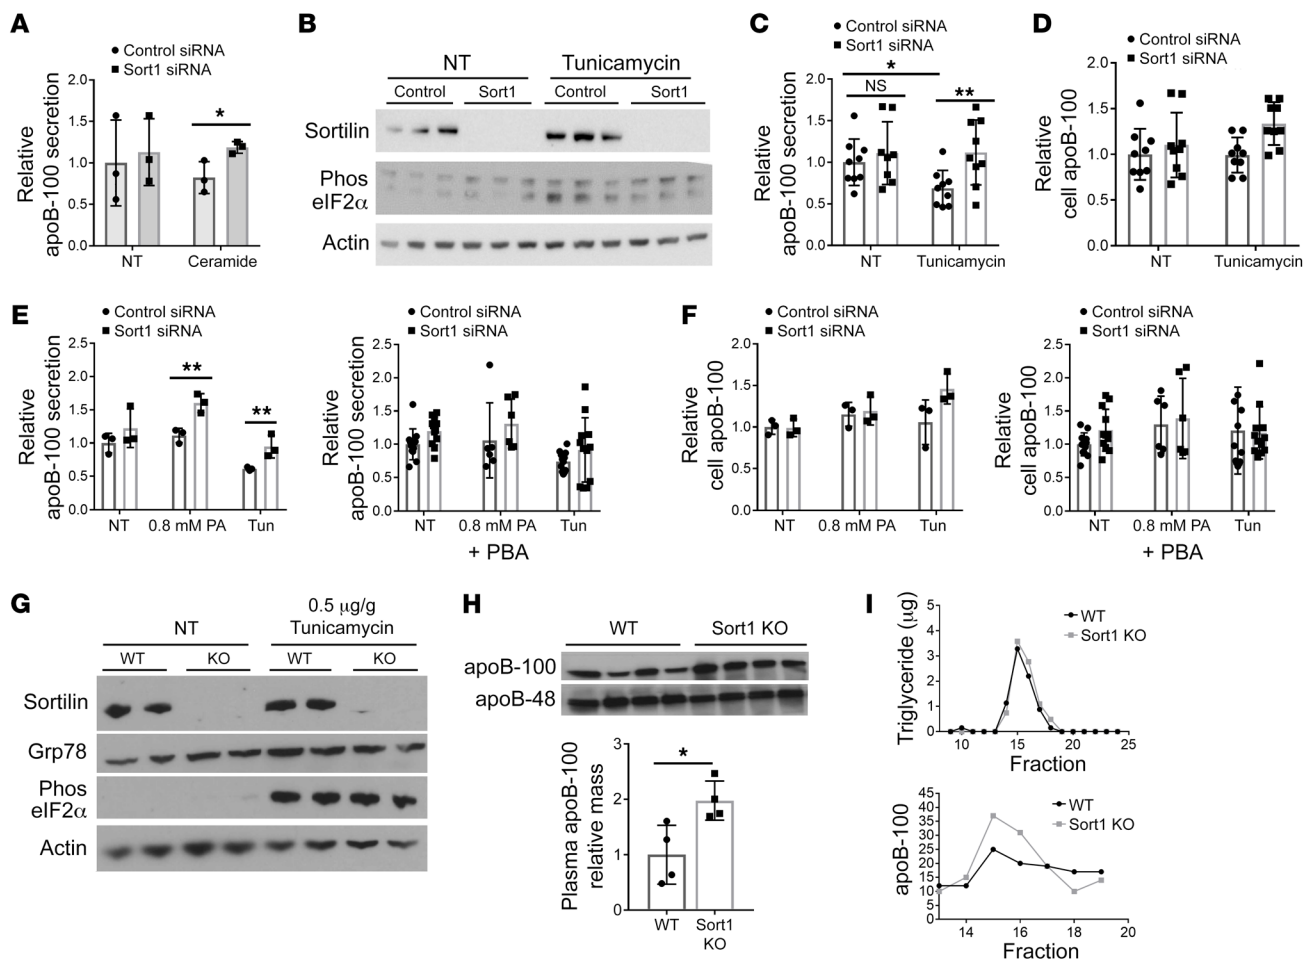 A
Control siRNA
Sort1 siRNA
Relative
apoB-100 secretion
2.0
1.5
1.0
0.5
0.0
*
NT
Ceramide
B
NT
Tunicamycin
Control
Sort1
Control
Sort1
Sortilin
Phos
eIF2α
Actin
C
Control siRNA
Sort1 siRNA
Relative
apoB-100 secretion
2.0
1.5
1.0
0.5
0.0
*
NS
**
NT
Tunicamycin
D
Control siRNA
Sort1 siRNA
Relative
cell apoB-100
2.0
1.5
1.0
0.5
0.0
NT
Tunicamycin
E
Control siRNA
Sort1 siRNA
Relative
apoB-100 secretion
2.5
2.0
1.5
1.0
0.5
0.0
**
**
NT
0.8 mM PA
Tun
Control siRNA
Sort1 siRNA
Relative
apoB-100 secretion
2.5
2.0
1.5
1.0
0.5
0.0
NT
0.8 mM PA
Tun
+ PBA
F
Control siRNA
Sort1 siRNA
Relative
cell apoB-100
2.0
1.5
1.0
0.5
0.0
NT
0.8 mM PA
Tun
Control siRNA
Sort1 siRNA
Relative
cell apoB-100
2.5
2.0
1.5
1.0
0.5
0.0
NT
0.8 mM PA
Tun
+ PBA
G
0.5 μg/g
NT
Tunicamycin
WT
KO
WT
KO
Sortilin
Grp78
Phos
eIF2α
Actin
H
WT
Sort1 KO
apoB-100
apoB-48
Plasma apoB-100
relative mass
3
2
1
0
*
WT
Sort1
KO
I
WT
Sort1 KO
Triglyceride (μg)
5
4
3
2
1
0
10
15
20
25
Fraction
WT
Sort1 KO
apoB-100
45
40
35
30
25
20
15
10
5
0
14
16
18
20
Fraction